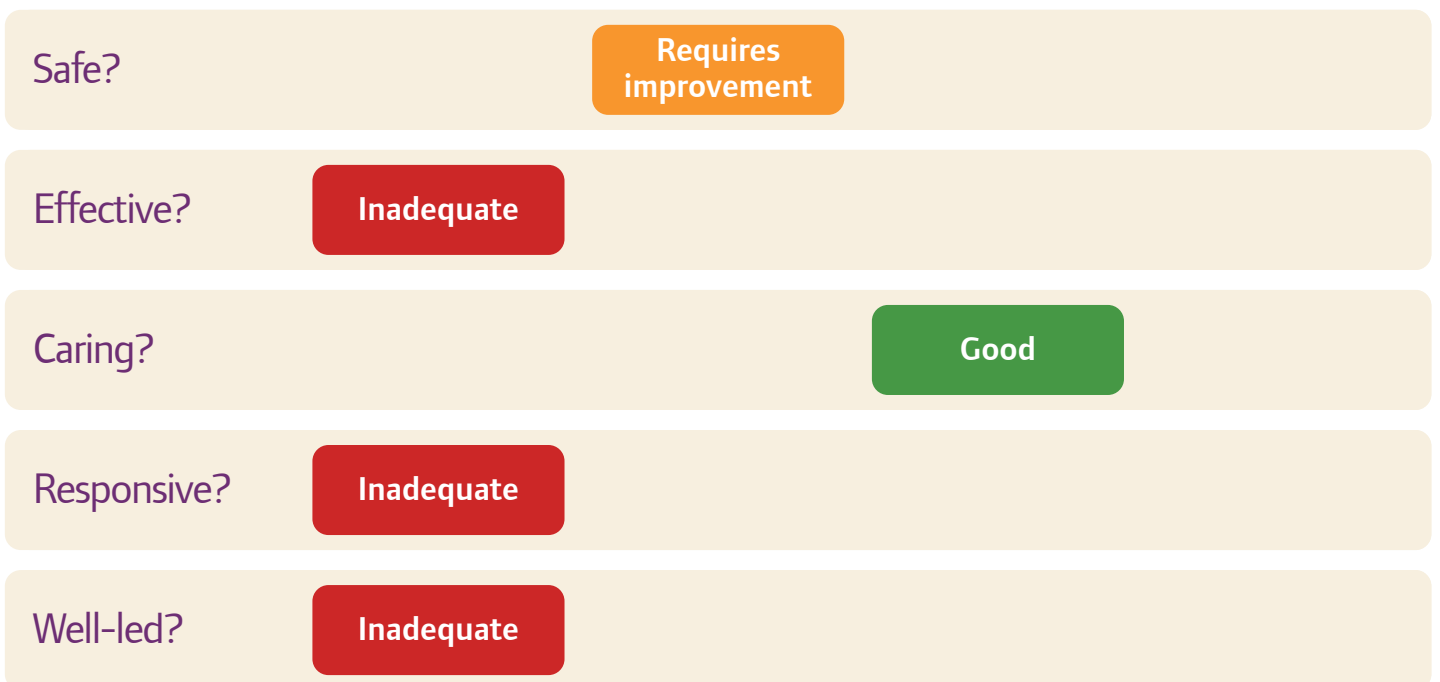 Safe?
Requires
improvement
Effective?
Inadequate
Caring?
Good
Responsive?
Inadequate
Well-led?
Inadequate